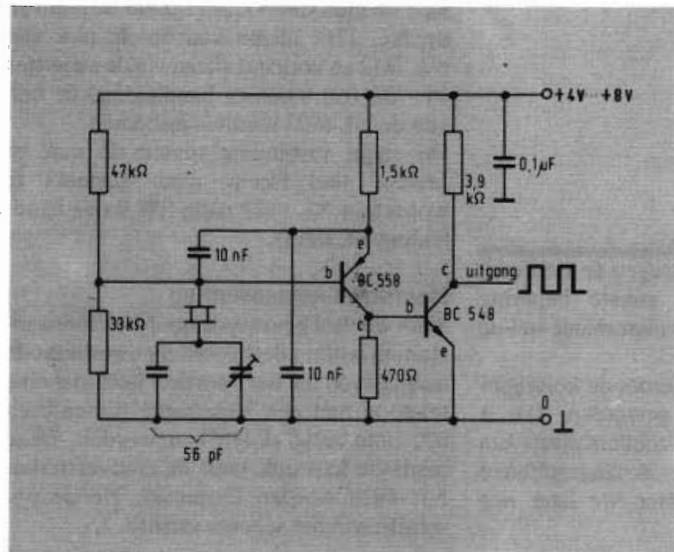 +4V...+8V
47kΩ
1,5kΩ
3,9
kΩ
0,1µF
10 nF
e
b
BC 558
c
c
uitgang
b
BC 548
e
33kΩ
10 nF
470Ω
0
56 pF